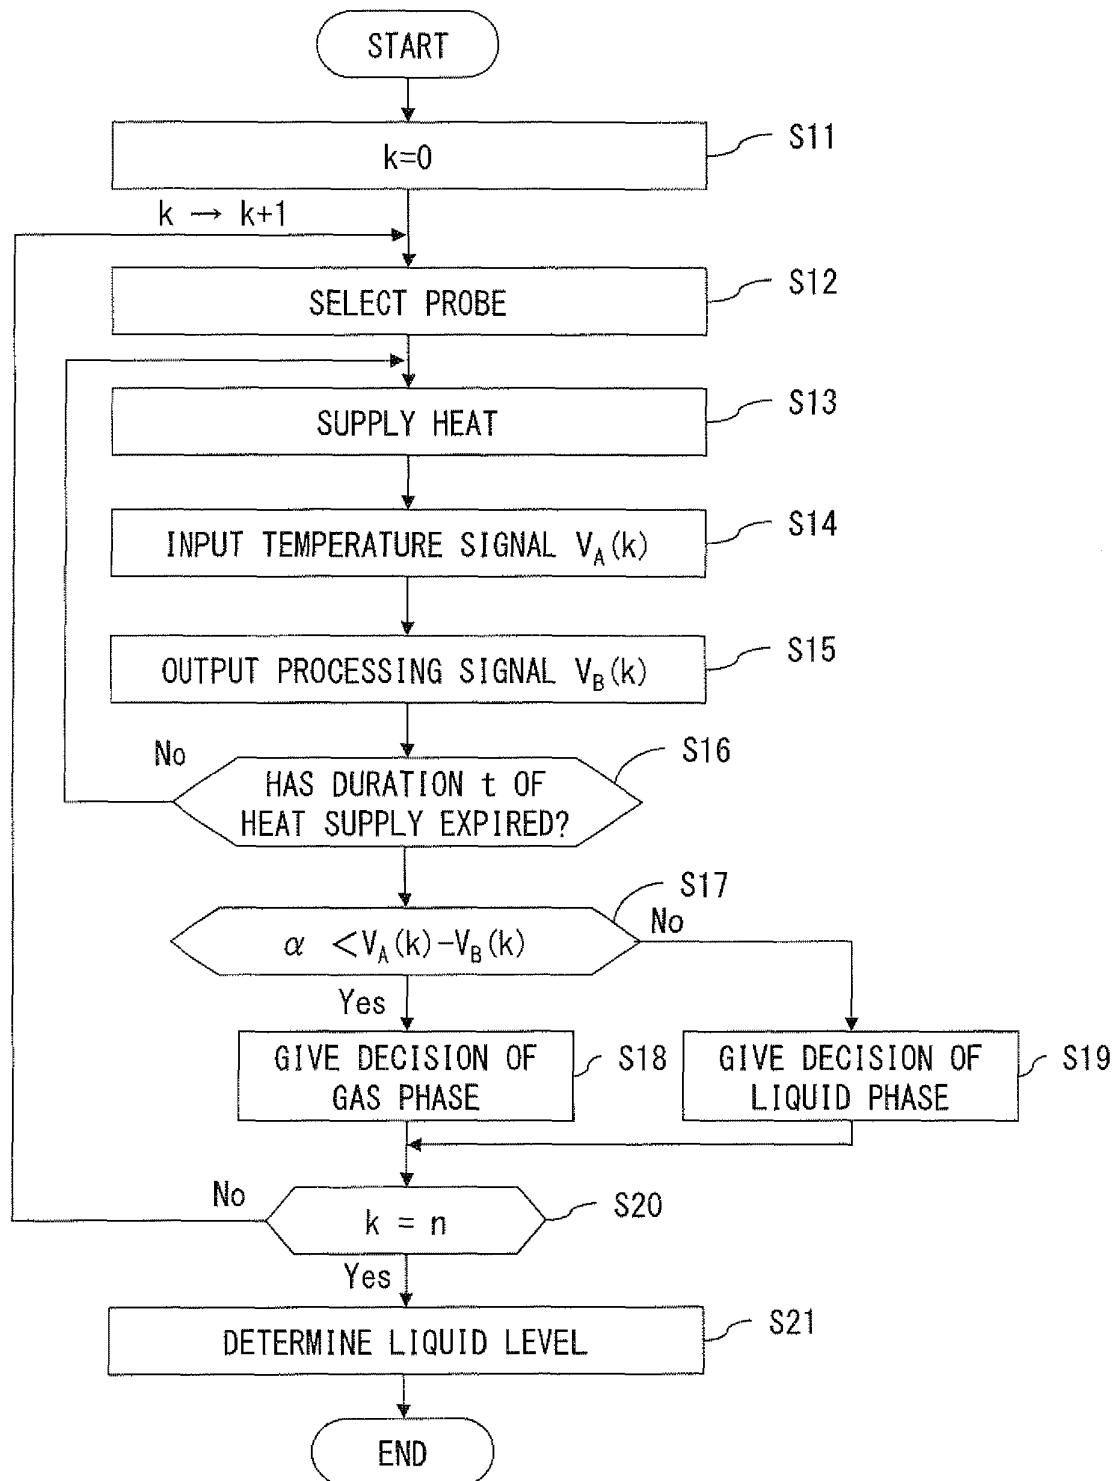 START
k=0
S11
k → k+1
SELECT PROBE
S12
SUPPLY HEAT
S13
INPUT TEMPERATURE SIGNAL V_A(k)
S14
OUTPUT PROCESSING SIGNAL V_B(k)
S15
No
HAS DURATION t OF
HEAT SUPPLY EXPIRED?
S16
α <V_A(k)-V_B(k)
S17
No
Yes
GIVE DECISION OF
GAS PHASE
S18
GIVE DECISION OF
LIQUID PHASE
S19
No
k = n
S20
Yes
DETERMINE LIQUID LEVEL
S21
END